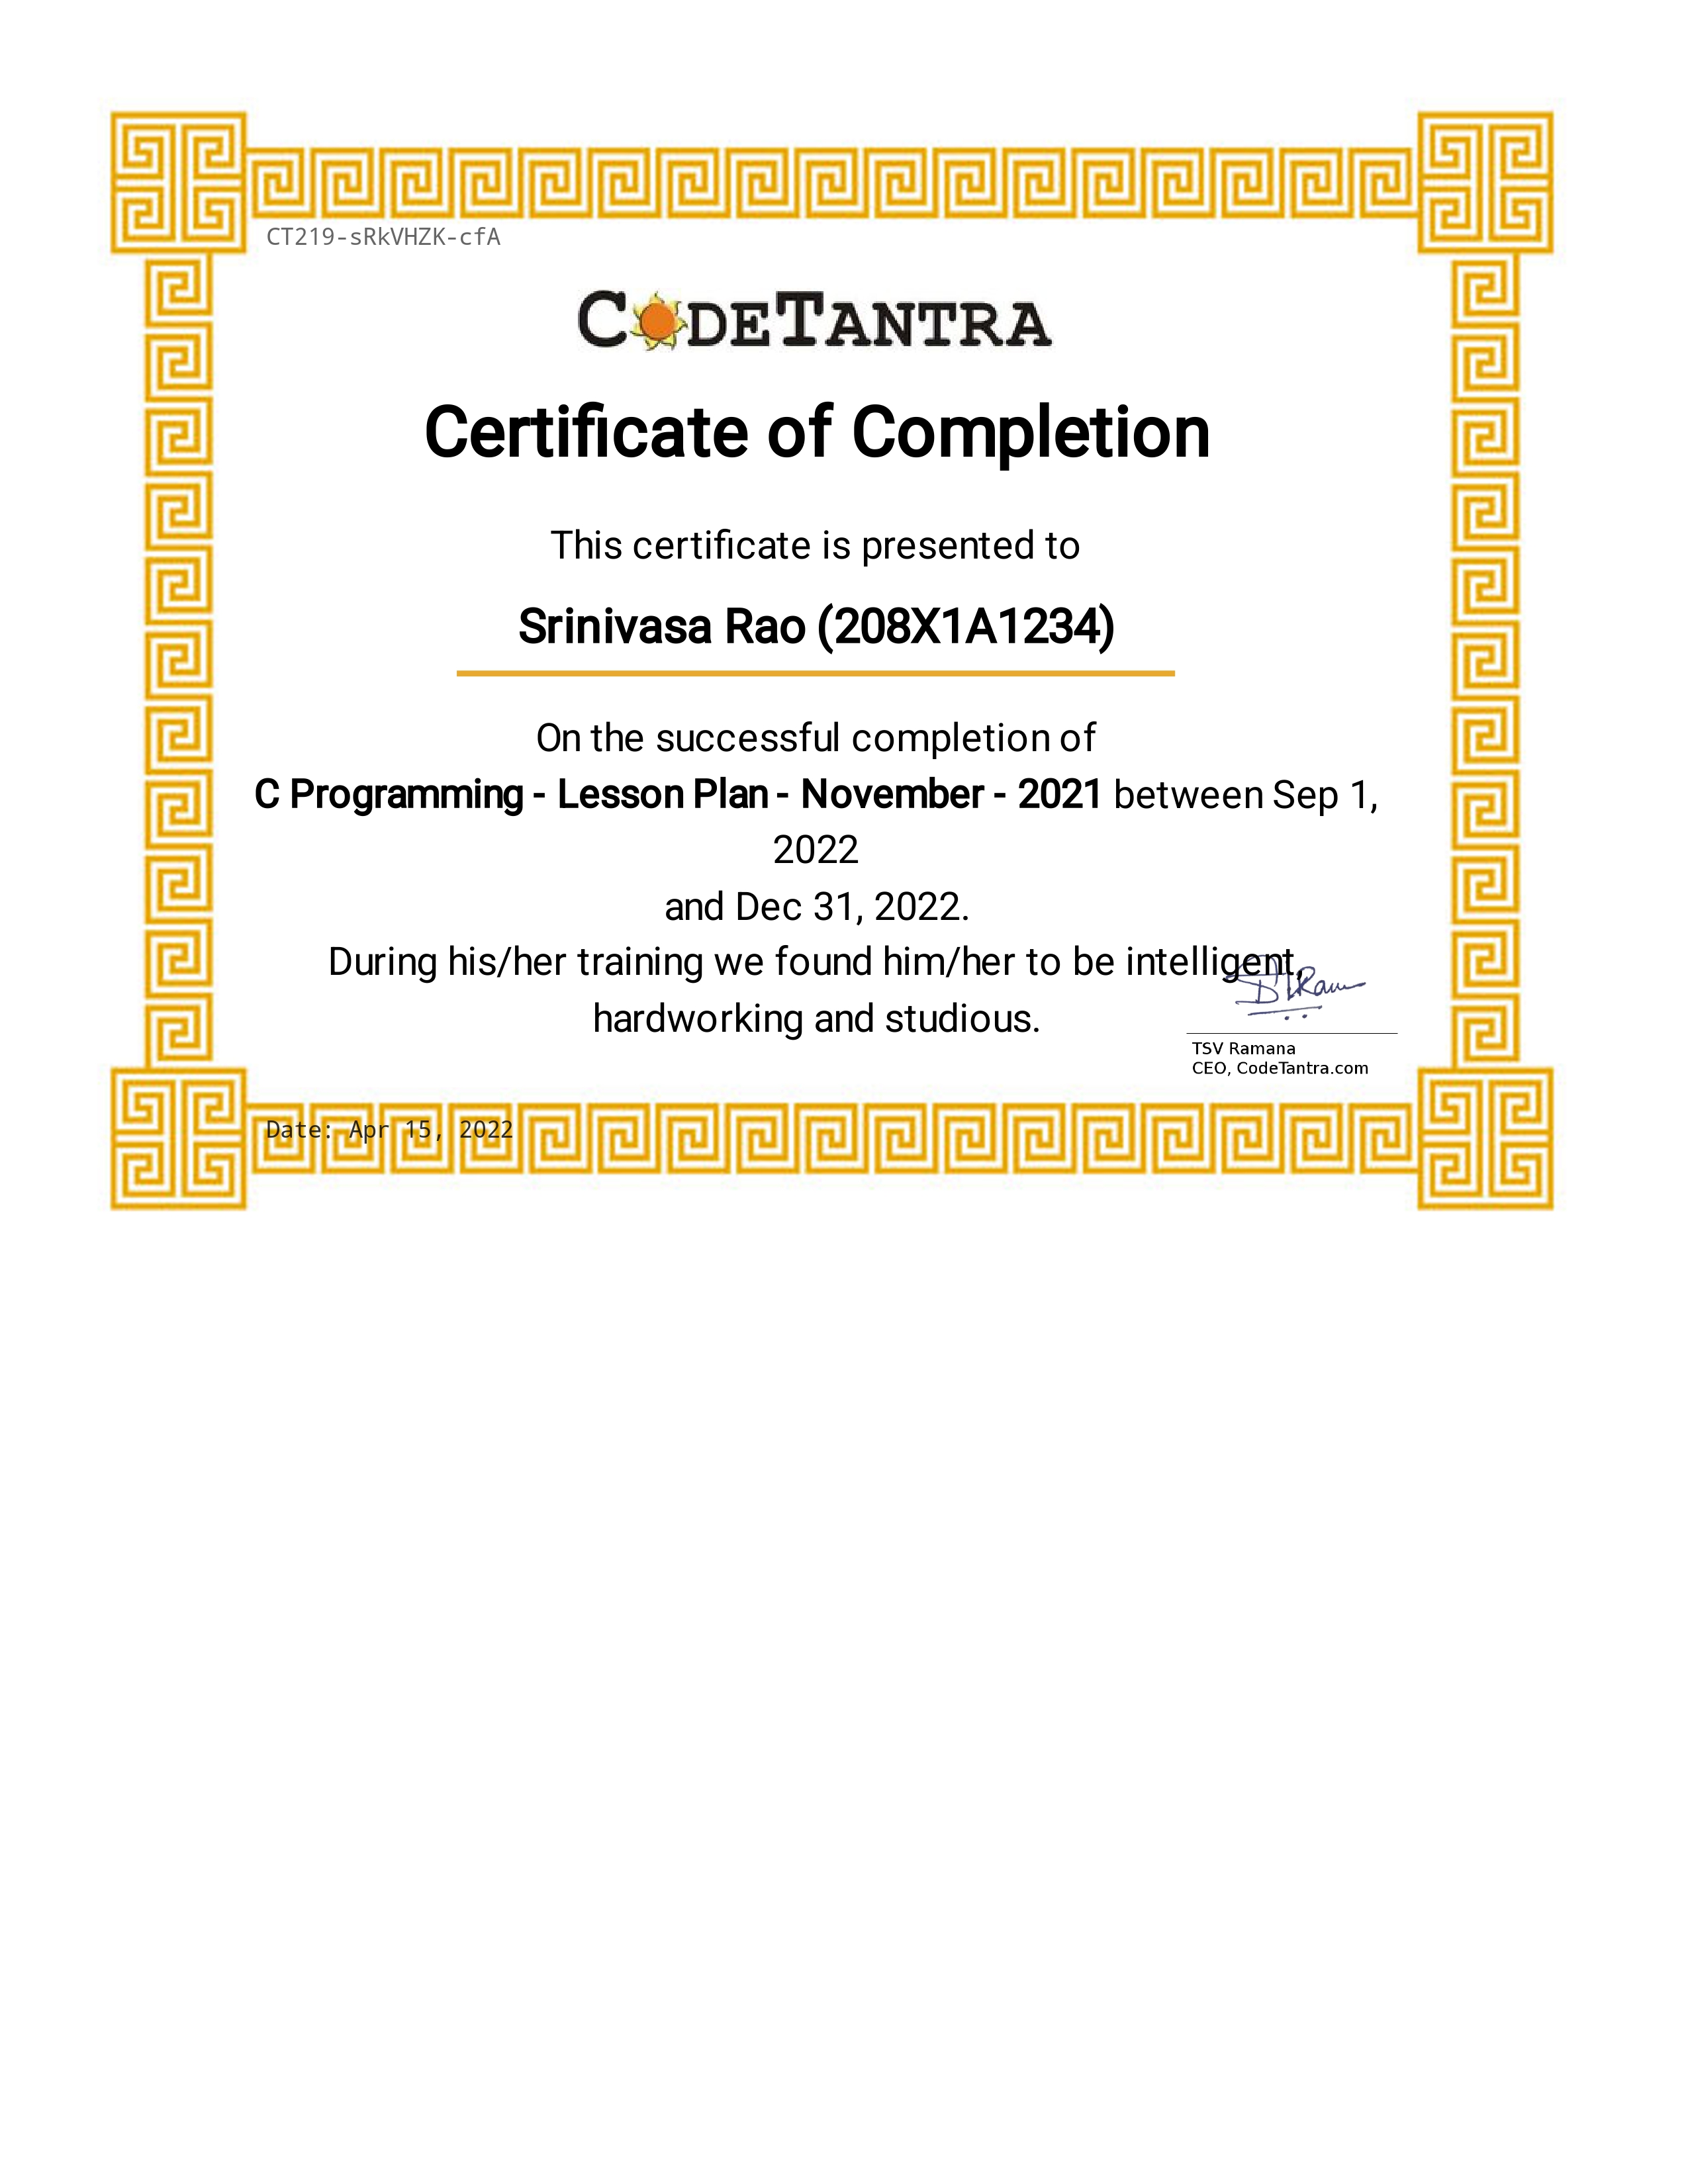 CT219-sRkVHZK-cfA
CODETANTRA
Certificate of Completion
This certificate is presented to
Srinivasa Rao (208X1A1234)
On the successful completion of
C Programming - Lesson Plan - November - 2021 between Sep 1,
2022
and Dec 31, 2022.
During his/her training we found him/her to be intelligent,
hardworking and studious.
TSV Ramana
CEO, CodeTantra.com
Date: Apr 15, 2022